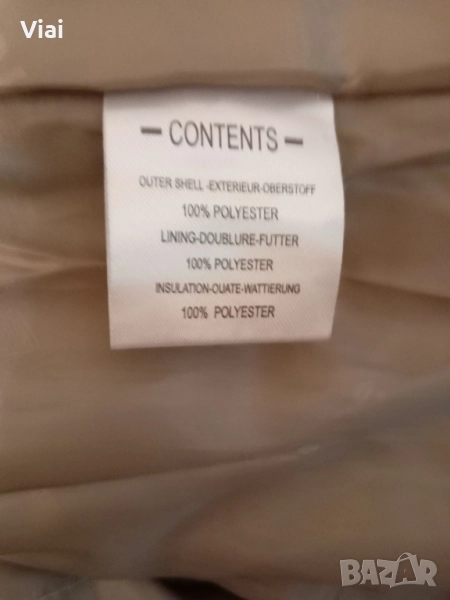 Viai
– CONTENTS –
OUTER SHELL -EXTERIEUR-OBERSTOFF
100% POLYESTER
LINING-DOUBLURE-FUTTER
100% POLYESTER
INSULATION-OUATE-WATTIERUNG
100% POLYESTER
BAZAR